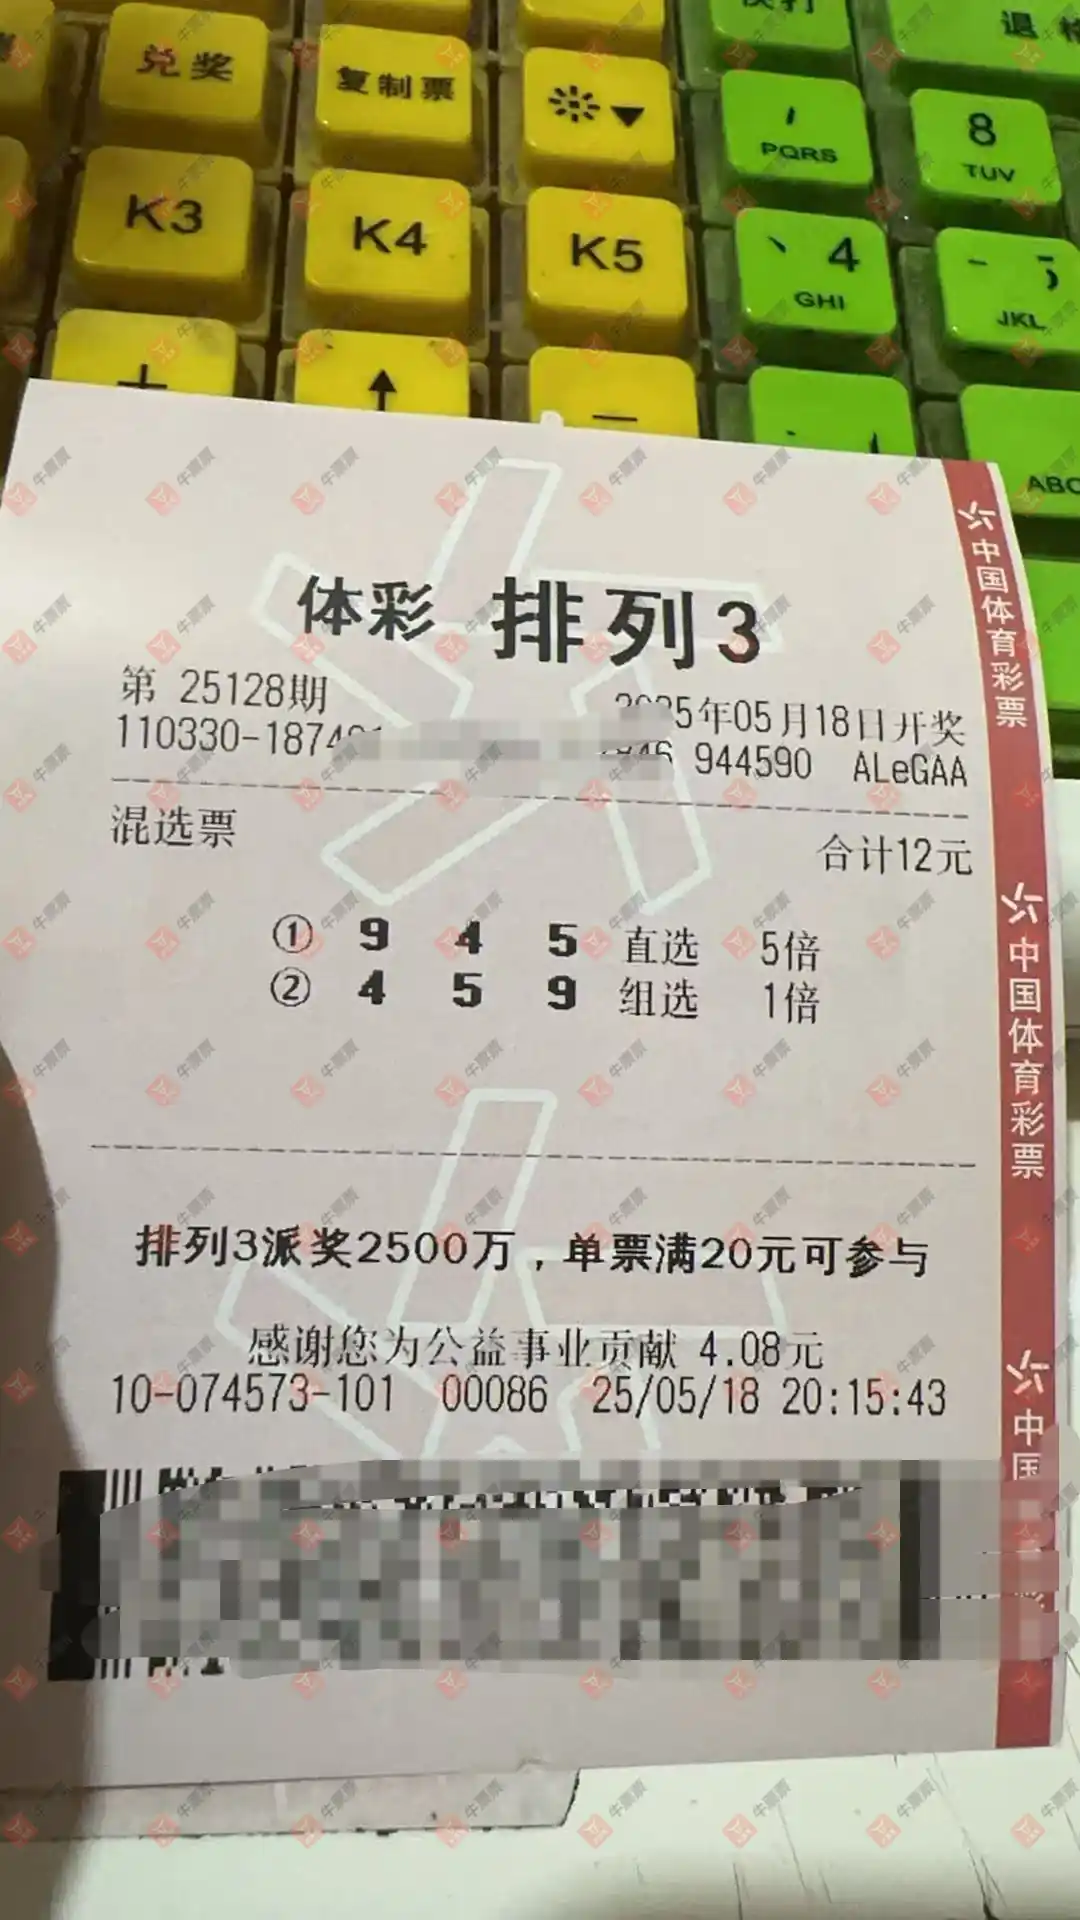 兑奖
复制票
PQRS
8
TUV
K3
K4
K5
4
GHI
JKL
ABC
体彩 排列3
第 25128期
年05月18日开奖
110330-1874
944590 ALeGAA
混选票
合计12元
① 9 4 5 直选 5倍
② 4 5 9 组选 1倍
排列3派奖2500万，单票满20元可参与
感谢您为公益事业贡献 4.08元
10-074573-101 00086 25/05/18 20:15:43
中国体育彩票
中国体育彩票
中国
牛票票